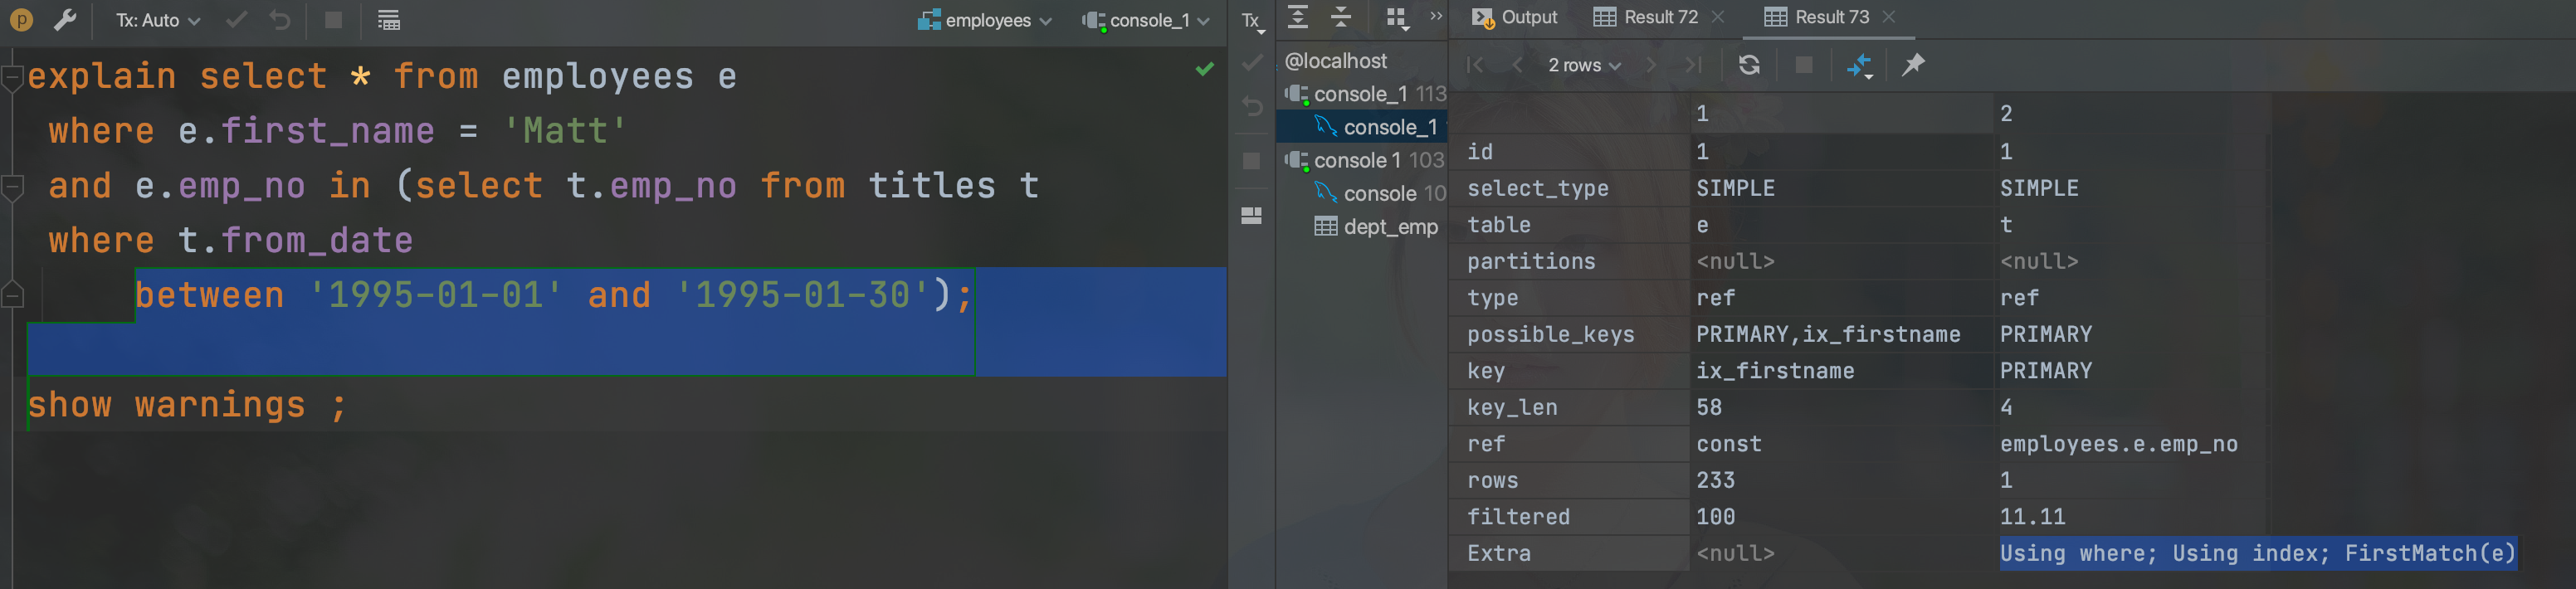 Tx: Auto
employees
console_1
explain select * from employees e
where e.first_name = 'Matt'
and e.emp_no in (select t.emp_no from titles t
where t.from_date
between '1995-01-01' and '1995-01-30');
show warnings ;
Tx
@localhost
console_1 113
console_1
console 1 103
console 10
dept_emp
Output
Result 72
Result 73
2 rows
1 2
id 1 1
select_type SIMPLE SIMPLE
table e t
partitions <null> <null>
type ref ref
possible_keys PRIMARY,ix_firstname PRIMARY
key ix_firstname PRIMARY
key_len 58 4
ref const employees.e.emp_no
rows 233 1
filtered 100 11.11
Extra <null> Using where; Using index; FirstMatch(e)